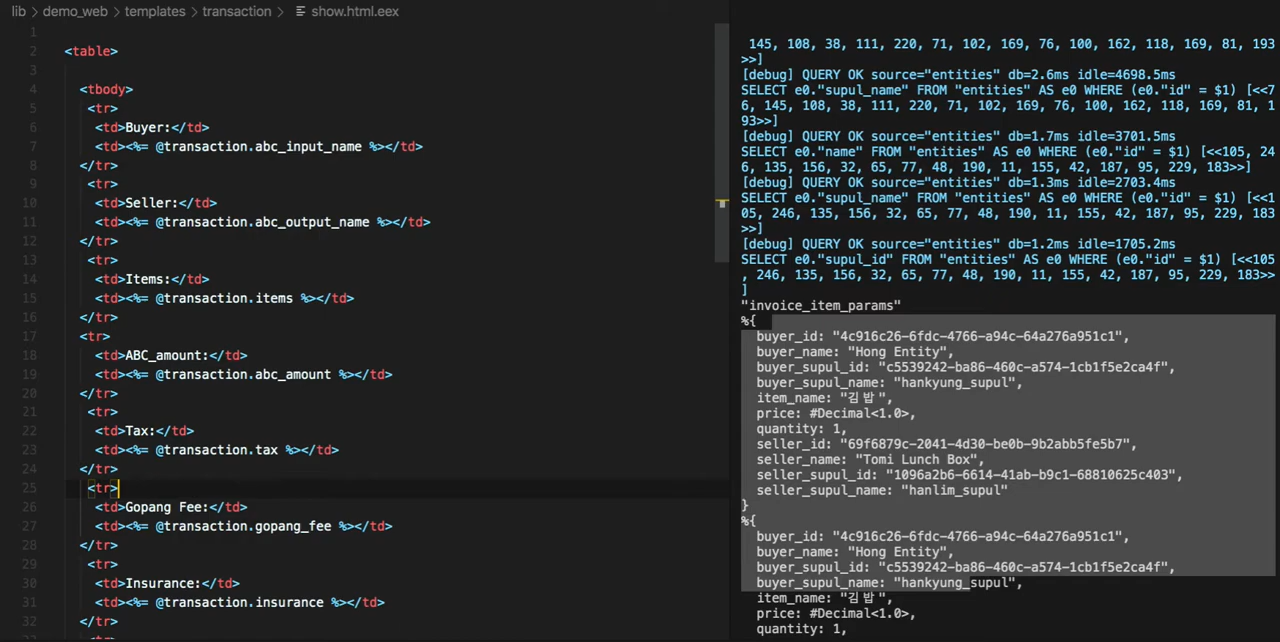 lib > demo_web > templates > transaction > show.html.eex
1
2 <table>
3
4 <tbody>
5 <tr>
6 <td>Buyer:</td>
7 <td><%= @transaction.abc_input_name %></td>
8 </tr>
9 <tr>
10 <td>Seller:</td>
11 <td><%= @transaction.abc_output_name %></td>
12 </tr>
13 <tr>
14 <td>Items:</td>
15 <td><%= @transaction.items %></td>
16 </tr>
17 <tr>
18 <td>ABC_amount:</td>
19 <td><%= @transaction.abc_amount %></td>
20 </tr>
21 <tr>
22 <td>Tax:</td>
23 <td><%= @transaction.tax %></td>
24 </tr>
25 <tr>
26 <td>Gopang Fee:</td>
27 <td><%= @transaction.gopang_fee %></td>
28 </tr>
29 <tr>
30 <td>Insurance:</td>
31 <td><%= @transaction.insurance %></td>
32 </tr>
145, 108, 38, 111, 220, 71, 102, 169, 76, 100, 162, 118, 169, 81, 193
>>]
[debug] QUERY OK source="entities" db=2.6ms idle=4698.5ms
SELECT e0."supul_name" FROM "entities" AS e0 WHERE (e0."id" = $1) [<<7
6, 145, 108, 38, 111, 220, 71, 102, 169, 76, 100, 162, 118, 169, 81, 1
93>>]
[debug] QUERY OK source="entities" db=1.7ms idle=3701.5ms
SELECT e0."name" FROM "entities" AS e0 WHERE (e0."id" = $1) [<<105, 24
6, 135, 156, 32, 65, 77, 48, 190, 11, 155, 42, 187, 95, 229, 183>>]
[debug] QUERY OK source="entities" db=1.3ms idle=2703.4ms
SELECT e0."supul_name" FROM "entities" AS e0 WHERE (e0."id" = $1) [<<1
05, 246, 135, 156, 32, 65, 77, 48, 190, 11, 155, 42, 187, 95, 229, 183
>>]
[debug] QUERY OK source="entities" db=1.2ms idle=1705.2ms
SELECT e0."supul_id" FROM "entities" AS e0 WHERE (e0."id" = $1) [<<105
, 246, 135, 156, 32, 65, 77, 48, 190, 11, 155, 42, 187, 95, 229, 183>>
]
"invoice_item_params"
%{
buyer_id: "4c916c26-6fdc-4766-a94c-64a276a951c1",
buyer_name: "Hong Entity",
buyer_supul_id: "c5539242-ba86-460c-a574-1cb1f5e2ca4f",
buyer_supul_name: "hankyung_supul",
item_name: "김밥",
price: #Decimal<1.0>,
quantity: 1,
seller_id: "69f6879c-2041-4d30-be0b-9b2abb5fe5b7",
seller_name: "Tomi Lunch Box",
seller_supul_id: "1096a2b6-6614-41ab-b9c1-68810625c403",
seller_supul_name: "hanlim_supul"
}
%{
buyer_id: "4c916c26-6fdc-4766-a94c-64a276a951c1",
buyer_name: "Hong Entity",
buyer_supul_id: "c5539242-ba86-460c-a574-1cb1f5e2ca4f",
buyer_supul_name: "hankyung_supul",
item_name: "김밥",
price: #Decimal<1.0>,
quantity: 1,